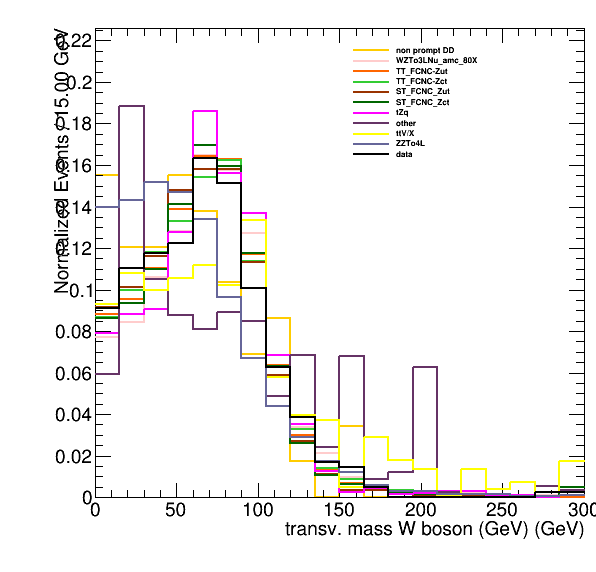 Normalized Events / 15.00 GeV
0.22
0.2
0.18
0.16
0.14
0.12
0.1
0.08
0.06
0.04
0.02
0
non prompt DD
WZTo3LNu_amc_80X
TT_FCNC-Zut
TT_FCNC-Zct
ST_FCNC_Zut
ST_FCNC_Zct
tZq
other
ttV/X
ZZTo4L
data
0 50 100 150 200 250 300
transv. mass W boson (GeV) (GeV)